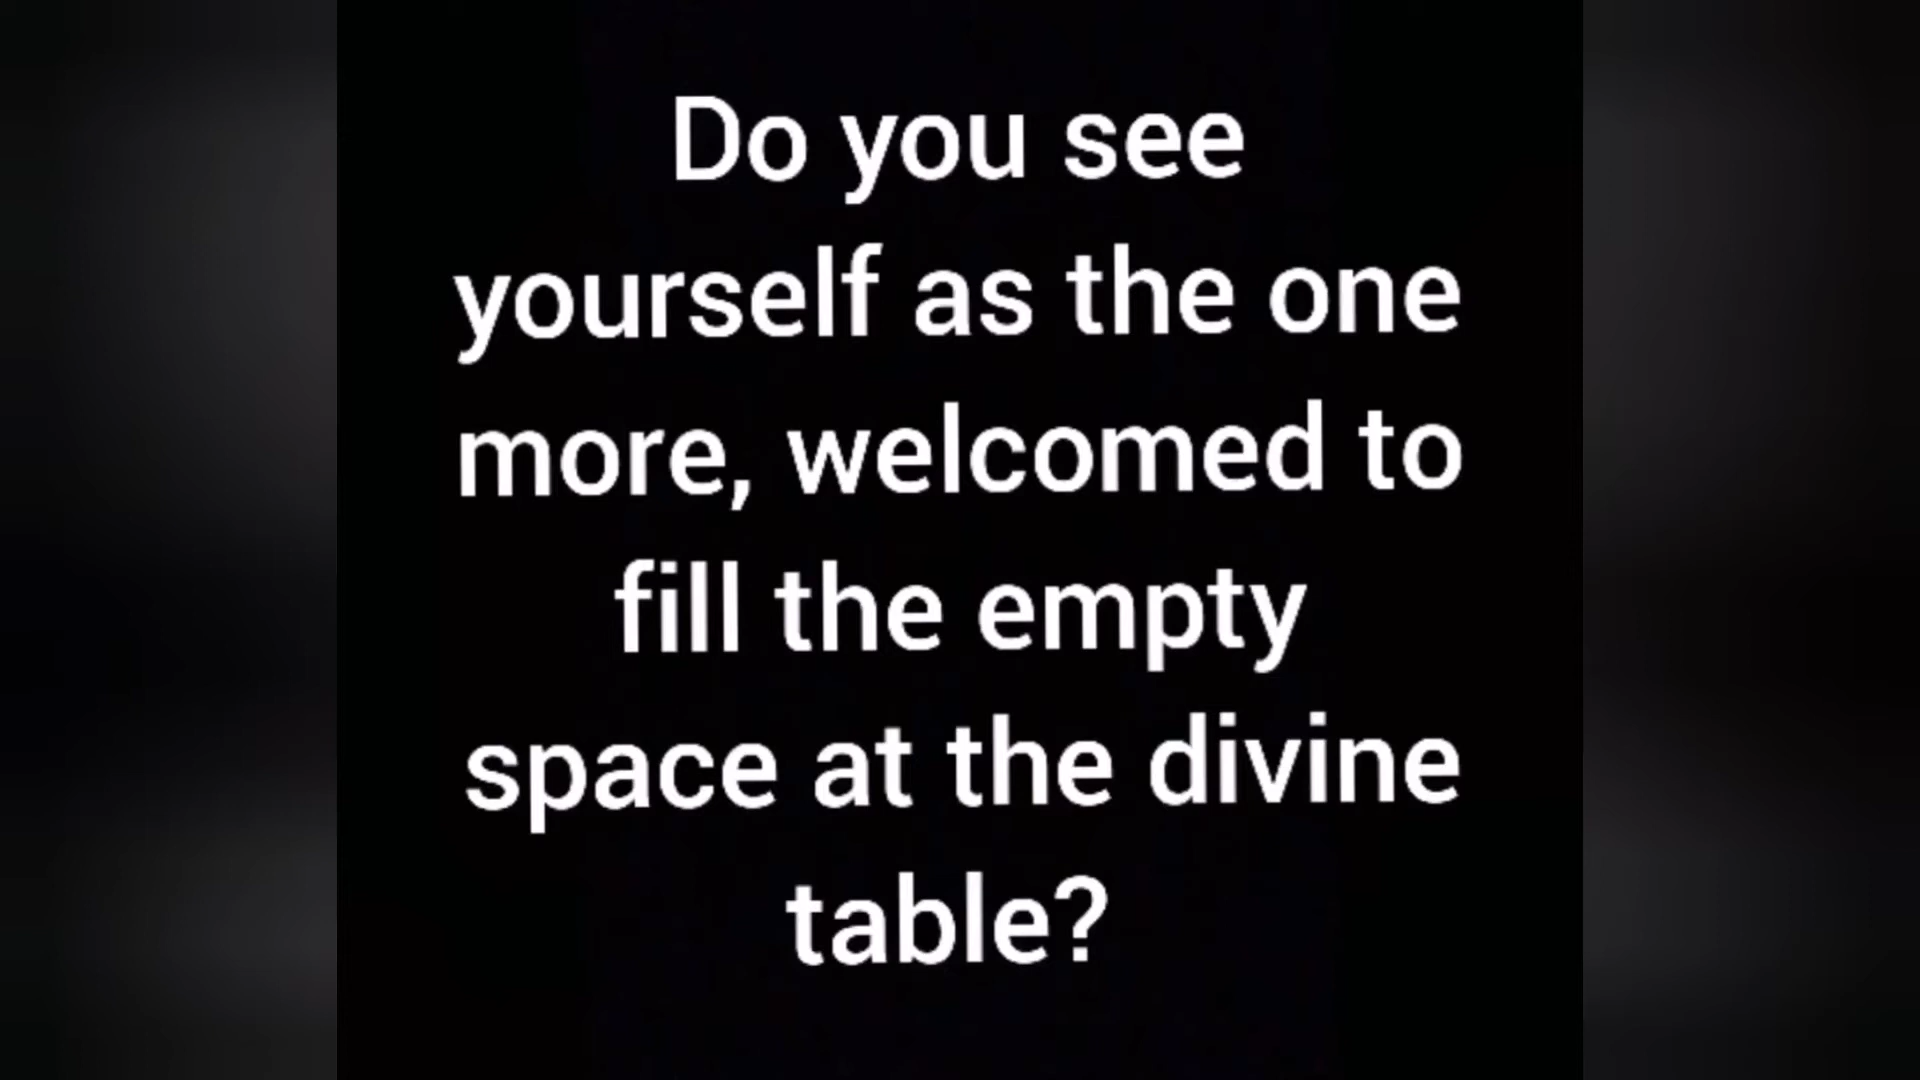 Do you see
yourself as the one
more, welcomed to
fill the empty
space at the divine
table?